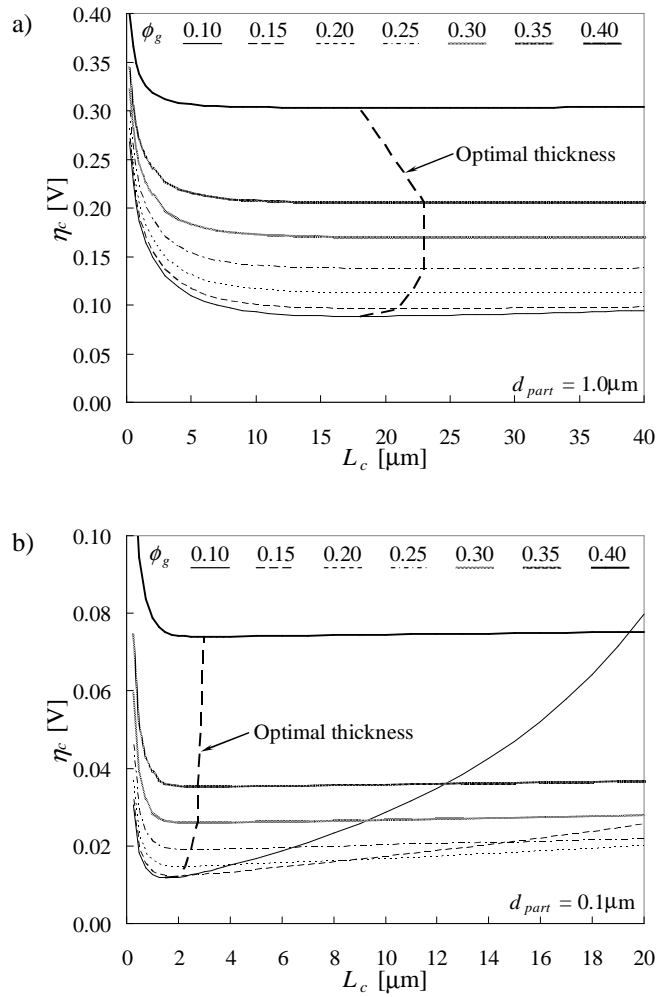 a)
0.40
ϕg 0.10 0.15 0.20 0.25 0.30 0.35 0.40
0.35
0.30
Optimal thickness
0.25
ηc [V]
0.20
0.15
0.10
0.05
d part = 1.0μm
0.00
0 5 10 15 20 25 30 35 40
L c [μm]
b)
0.10
ϕg 0.10 0.15 0.20 0.25 0.30 0.35 0.40
0.08
0.06
ηc [V]
Optimal thickness
0.04
0.02
d part = 0.1μm
0.00
0 2 4 6 8 10 12 14 16 18 20
L c [μm]